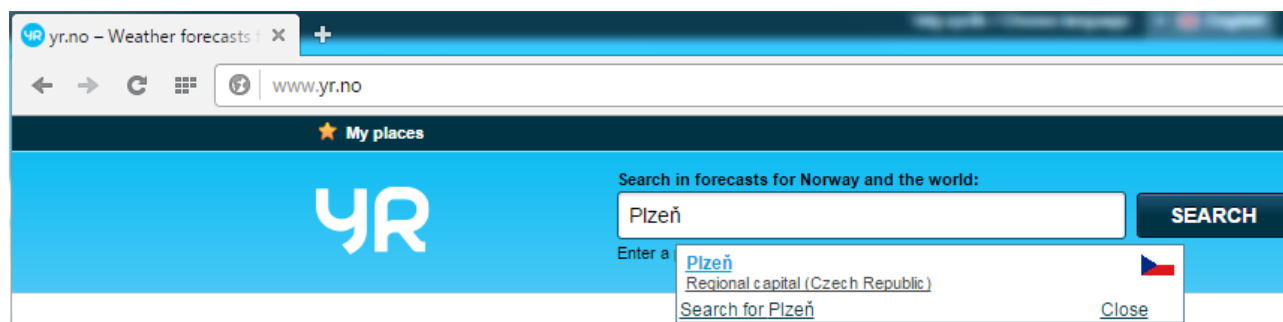 yr.no – Weather forecasts f
www.yr.no
My places
YR
Search in forecasts for Norway and the world:
Plzeň
SEARCH
Enter a
Plzeň
Regional capital (Czech Republic)
Search for Plzeň Close